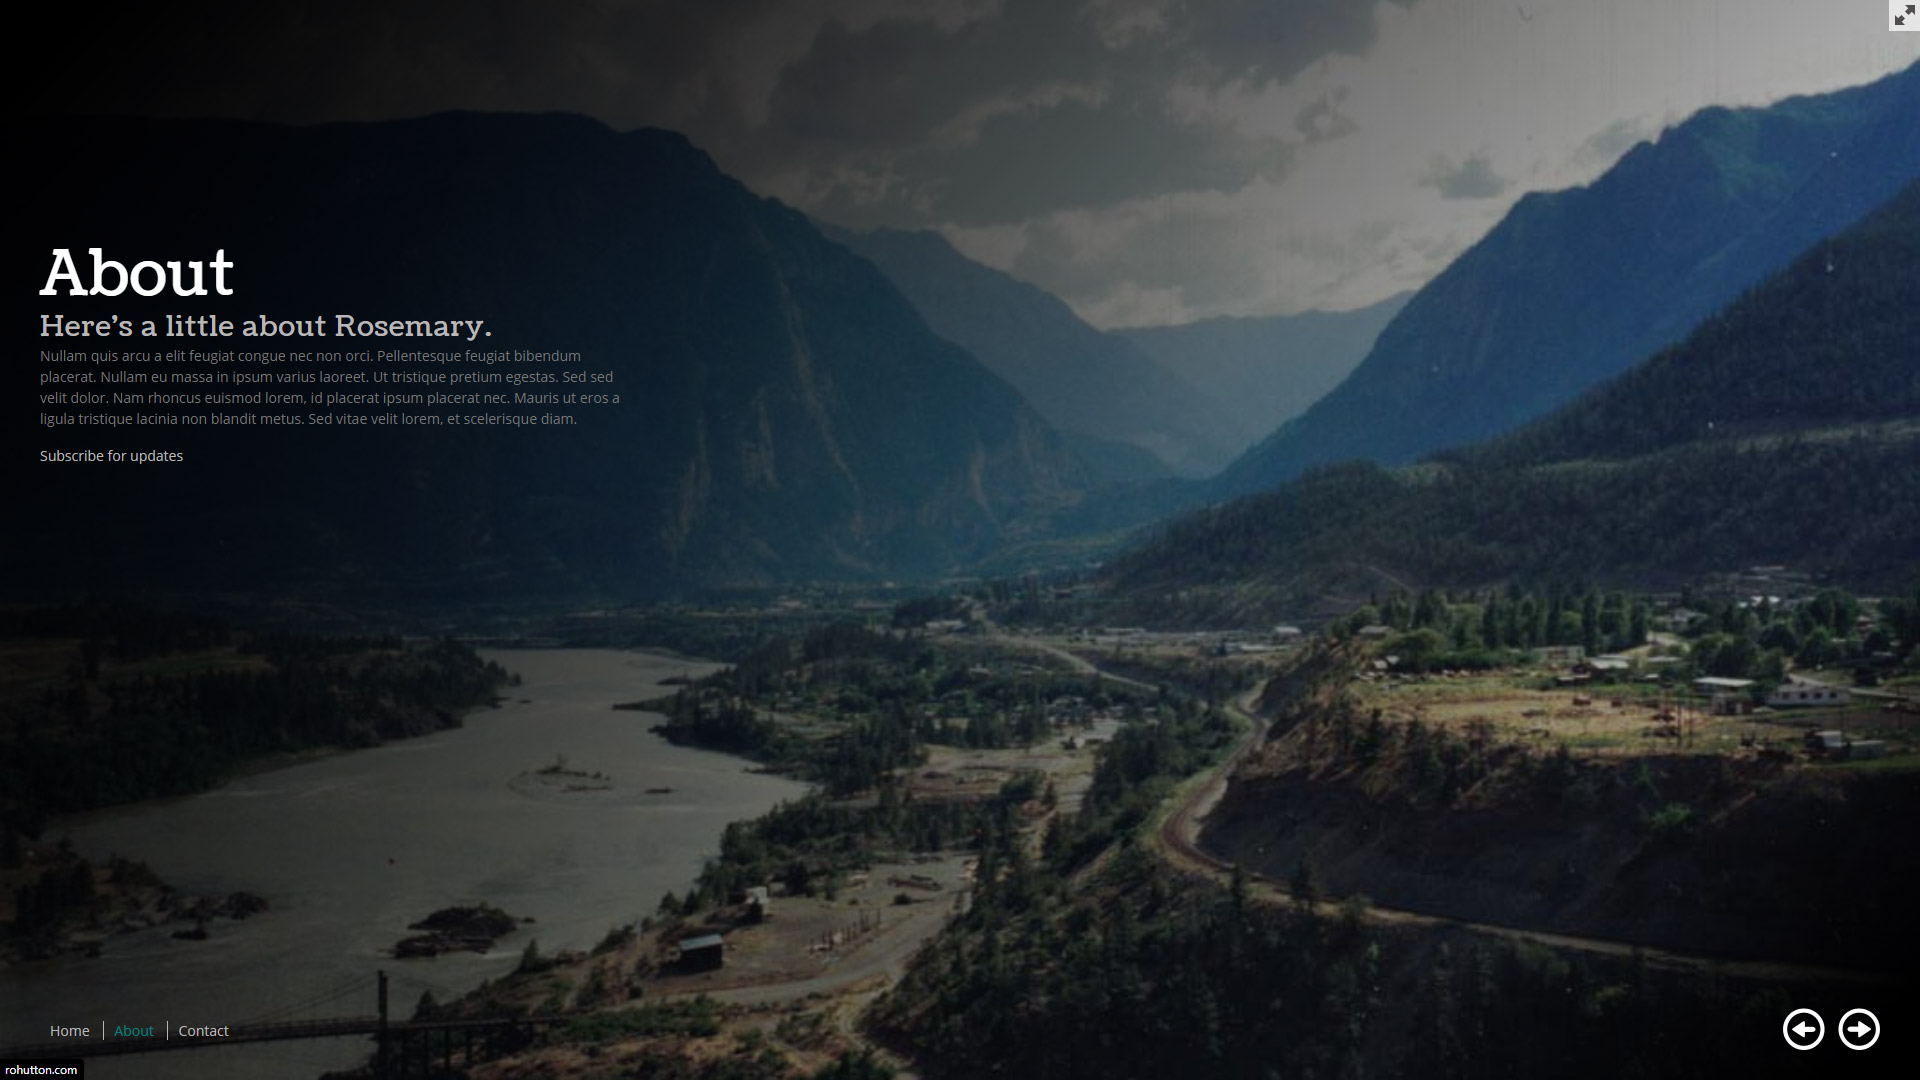 About
Here's a little about Rosemary.
Nullam quis arcu a elit feugiat congue nec non orci. Pellentesque feugiat bibendum
placerat. Nullam eu massa in ipsum varius laoreet. Ut tristique pretium egestas. Sed sed
velit dolor. Nam rhoncus euismod lorem, id placerat ipsum placerat nec. Mauris ut eros a
ligula tristique lacinia non blandit metus. Sed vitae velit lorem, et scelerisque diam.
Subscribe for updates
Home
About
Contact
rohutton.com